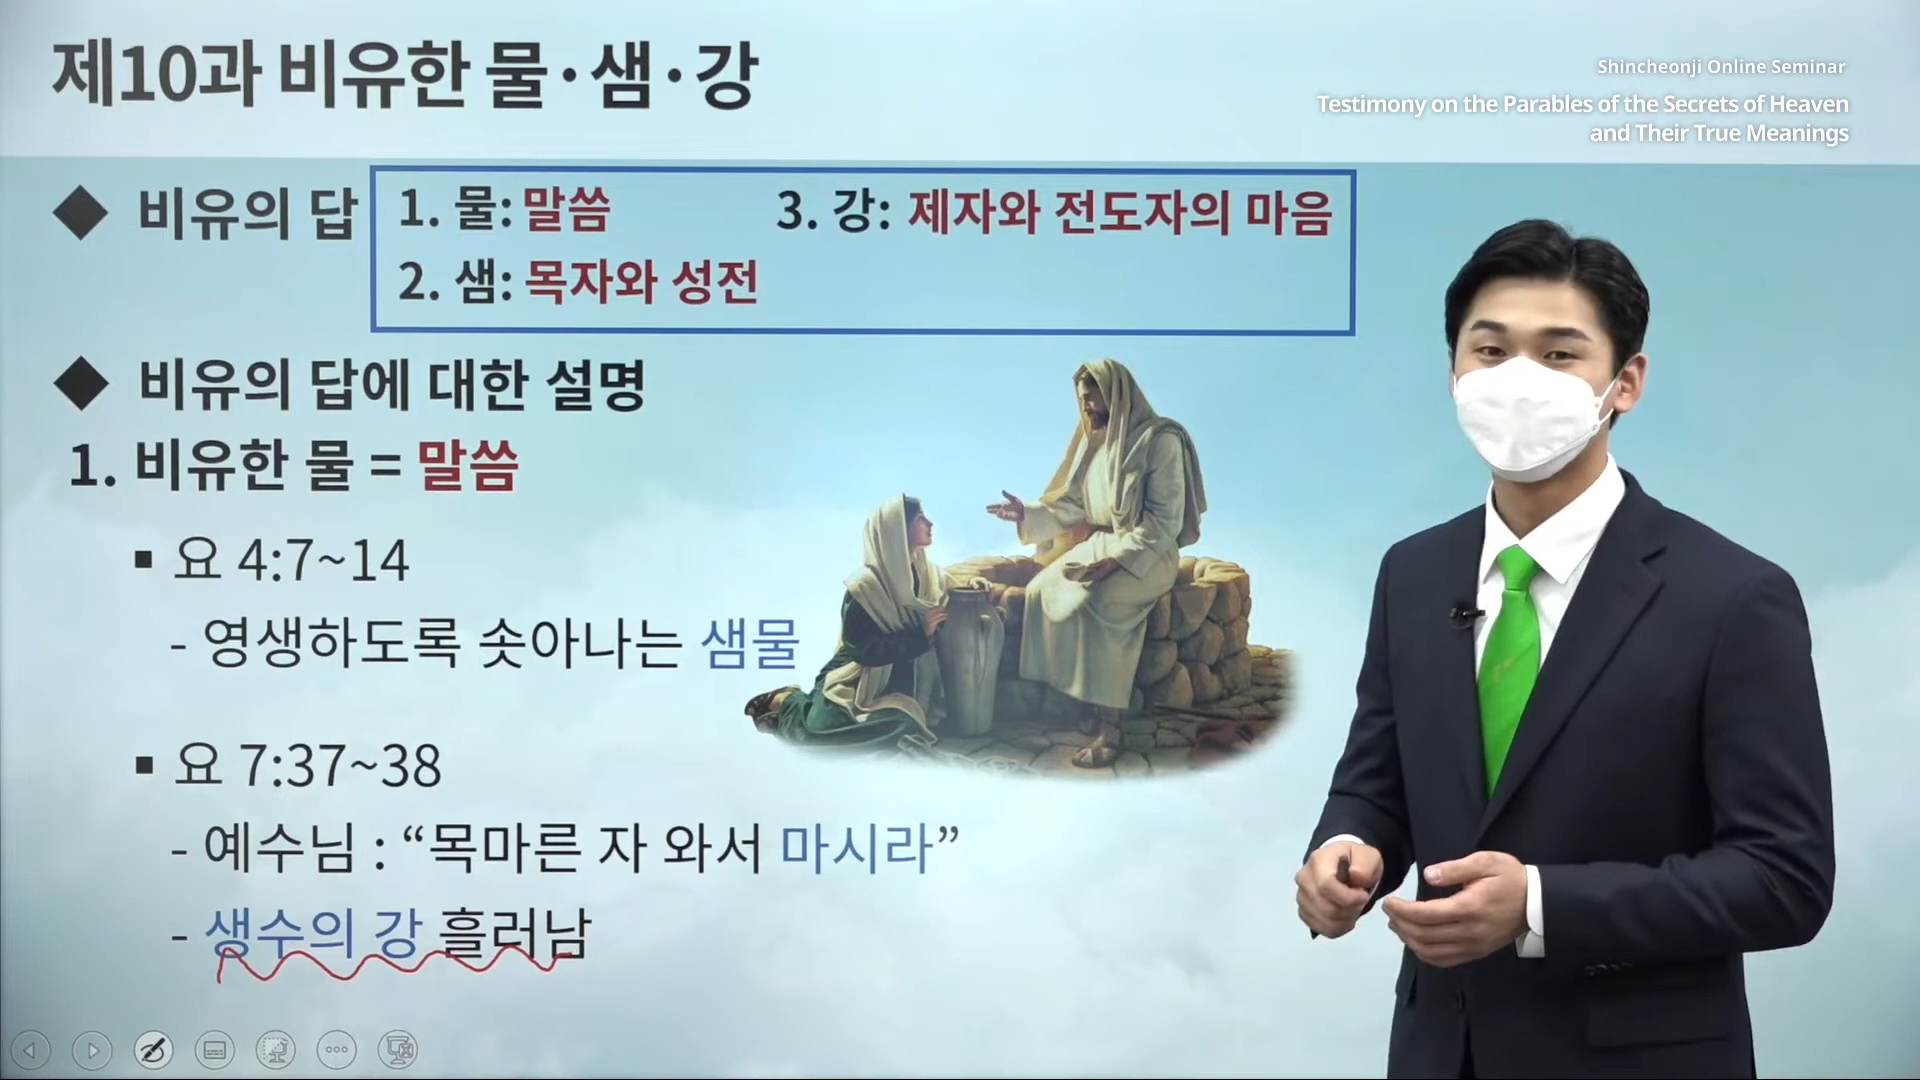 제10과 비유한 물·샘·강
Shincheonji Online Seminar
Testimony on the Parables of the Secrets of Heaven
and Their True Meanings
◆ 비유의 답
1. 물: 말씀
3. 강: 제자와 전도자의 마음
2. 샘: 목자와 성전
◆ 비유의 답에 대한 설명
1. 비유한 물 = 말씀
▪ 요 4:7~14
- 영생하도록 솟아나는 샘물
▪ 요 7:37~38
- 예수님 : “목마른 자 와서 마시라”
- 생수의 강 흘러남